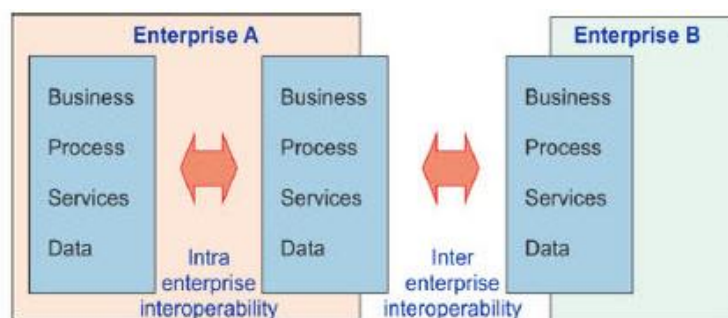 Enterprise A
Enterprise B
Business
Process
Services
Data
Intra
enterprise
interoperability
Business
Process
Services
Data
Inter
enterprise
interoperability
Business
Process
Services
Data